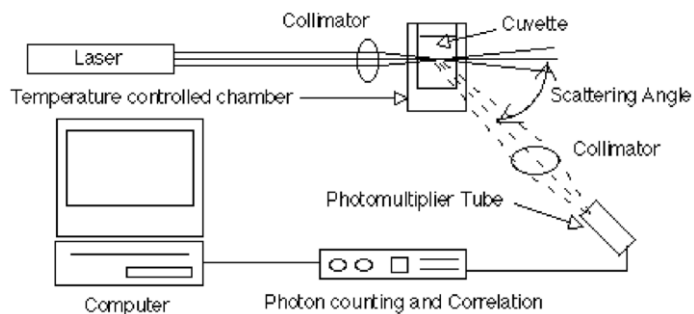 Collimator
Cuvette
Laser
Temperature controlled chamber
Scattering Angle
Collimator
Photomultiplier Tube
Computer
Photon counting and Correlation